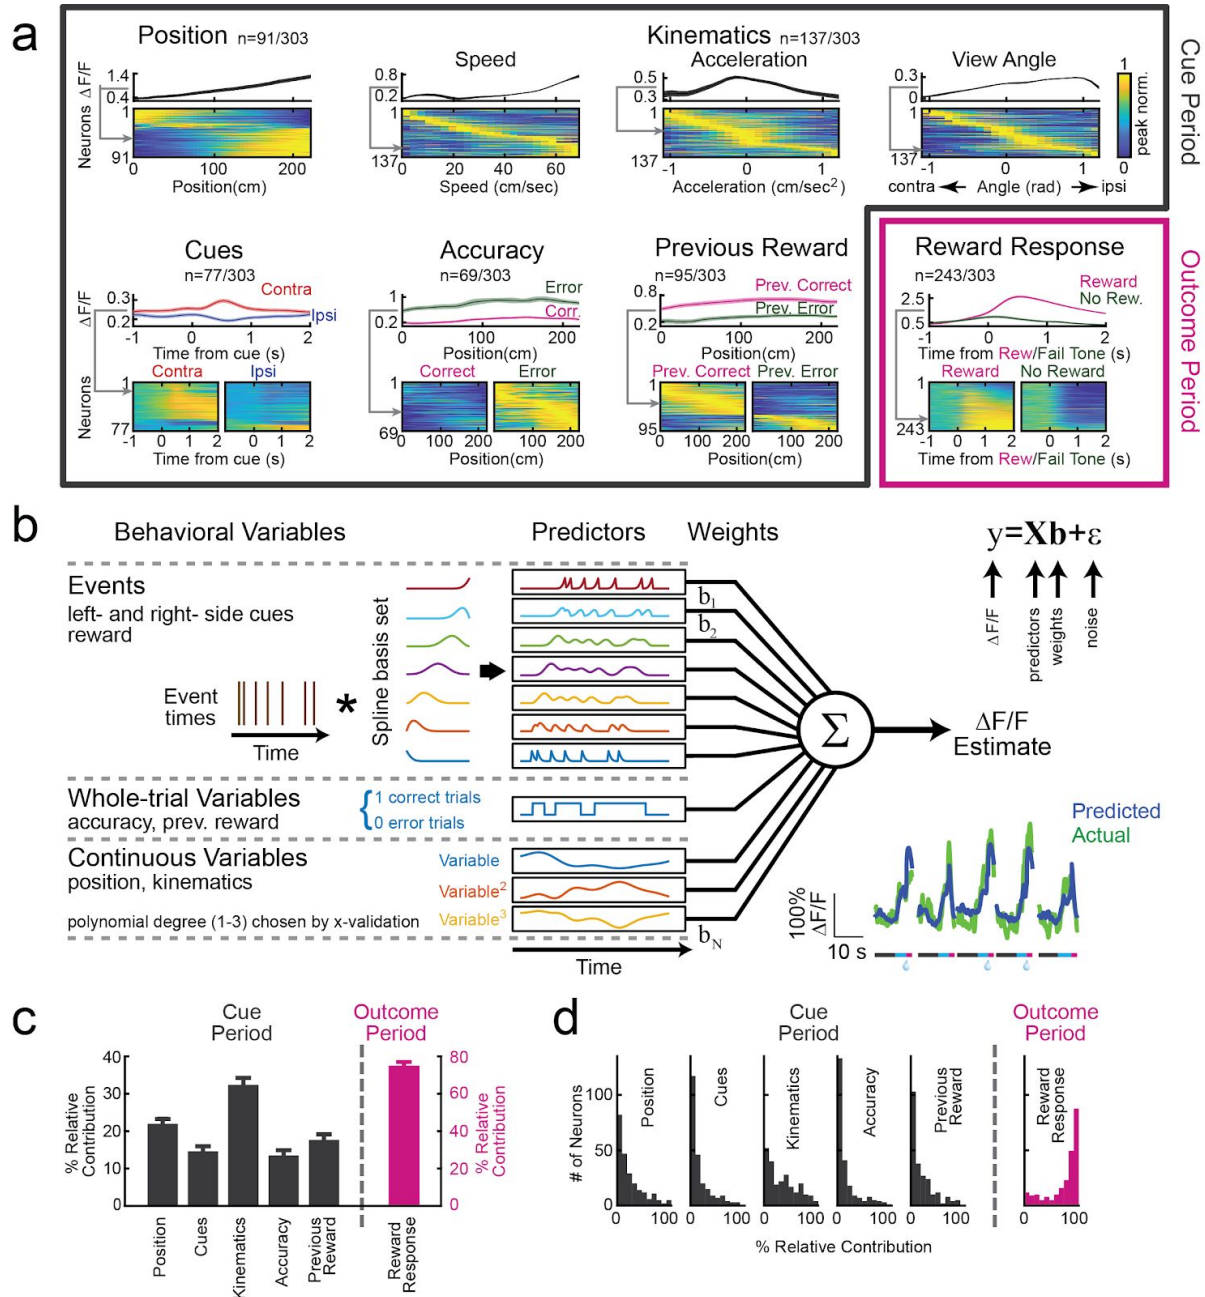 a
Position n=91/303
Kinematics n=137/303
Speed
Acceleration
View Angle
Cue Period
ΔF/F
1.4
0.4
0.8
0.2
0.5
0.3
0.3
0
1
0
peak norm.
Neurons
1
91
1
137
1
137
1
137
0 100 200
0 20 40 60
-1 0 1
-1 0 1
Position(cm)
Speed (cm/sec)
Acceleration (cm/sec²)
contra Angle (rad) ipsi
Cues
n=77/303
Accuracy
n=69/303
Previous Reward
n=95/303
Reward Response
n=243/303
Outcome Period
ΔF/F
0.3
0.2
Contra
Ipsi
1
0.2
Error
Corr.
0.8
0.2
Prev. Correct
Prev. Error
2.5
0.5
Reward
No Rew.
-1 0 1 2
0 100 200
0 100 200
-1 0 1 2
Time from cue (s)
Position(cm)
Position(cm)
Time from Rew/Fail Tone (s)
Contra Ipsi
Correct Error
Prev. Correct Prev. Error
Reward No Reward
Neurons
1
77
1
69
1
95
1
243
-1 0 1 2 0 1 2
0 100 200 100 200
0 100 200 100 200
-1 0 1 2 0 2
Time from cue (s)
Position(cm)
Position(cm)
Time from Rew/Fail Tone (s)
b
Behavioral Variables
Predictors
Weights
y=Xb+ε
ΔF/F
predictors
weights
noise
Events
left- and right- side cues
reward
Event
times
Time
*
Spline basis set
b1
b2
Σ
ΔF/F
Estimate
Whole-trial Variables
accuracy, prev. reward
{ 1 correct trials
0 error trials
Continuous Variables
position, kinematics
polynomial degree (1-3) chosen by x-validation
Variable
Variable²
Variable³
bN
Time
Predicted
Actual
100%
ΔF/F
10 s
c
Cue
Period
Outcome
Period
% Relative
Contribution
40
30
20
10
0
80
60
40
20
0
% Relative
Contribution
Position
Cues
Kinematics
Accuracy
Previous
Reward
Reward
Response
d
Cue
Period
Outcome
Period
# of Neurons
100
50
0
Position
Cues
Kinematics
Accuracy
Previous
Reward
Reward
Response
0 100 0 100 0 100 0 100 0 100 0 100
% Relative Contribution